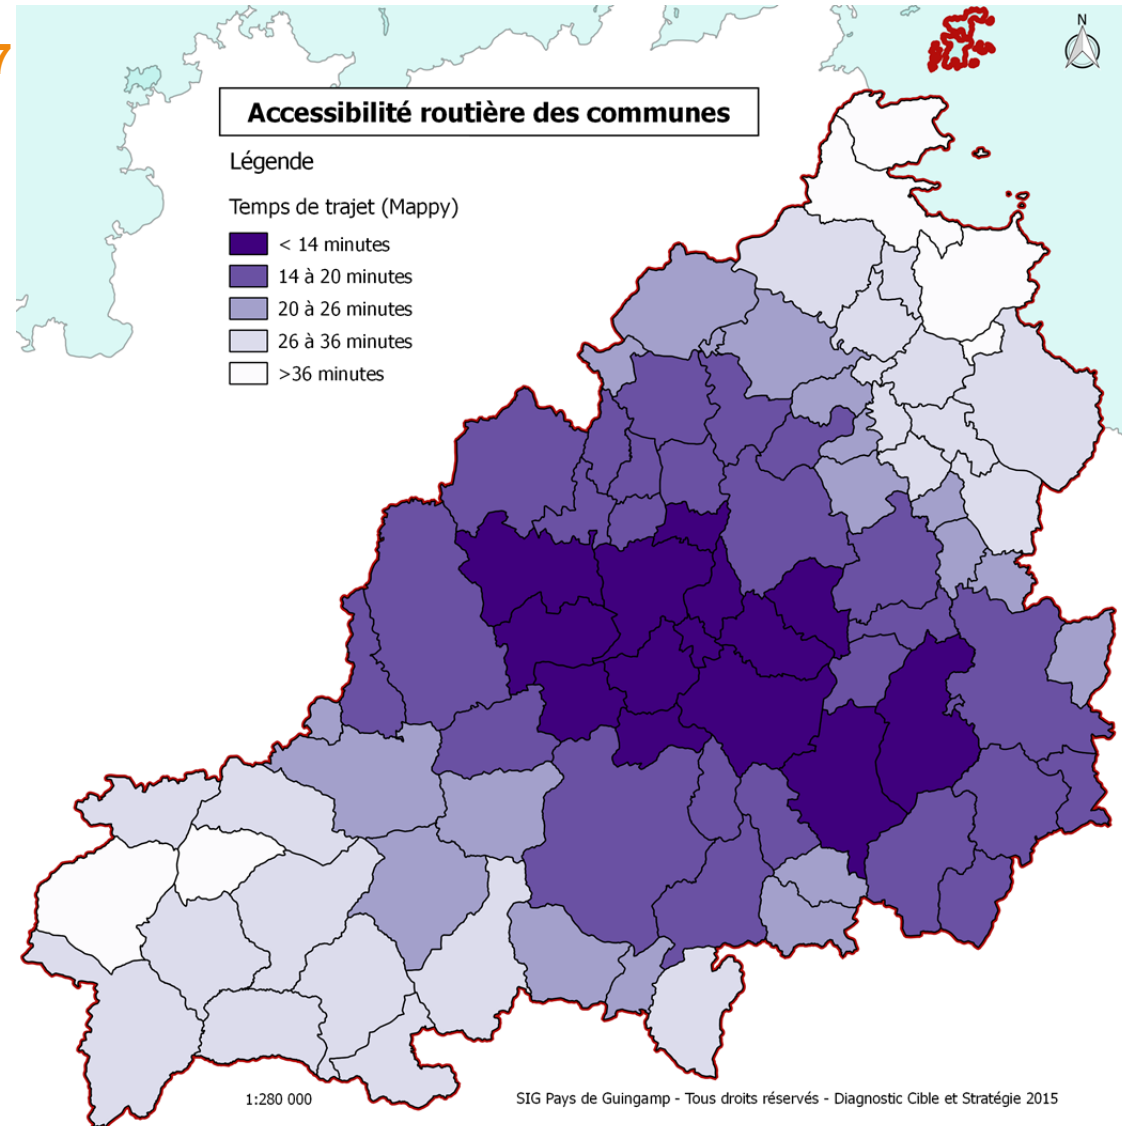 7
N
Accessibilité routière des communes
Légende
Temps de trajet (Mappy)
< 14 minutes
14 à 20 minutes
20 à 26 minutes
26 à 36 minutes
>36 minutes
1:280 000
SIG Pays de Guingamp - Tous droits réservés - Diagnostic Cible et Stratégie 2015